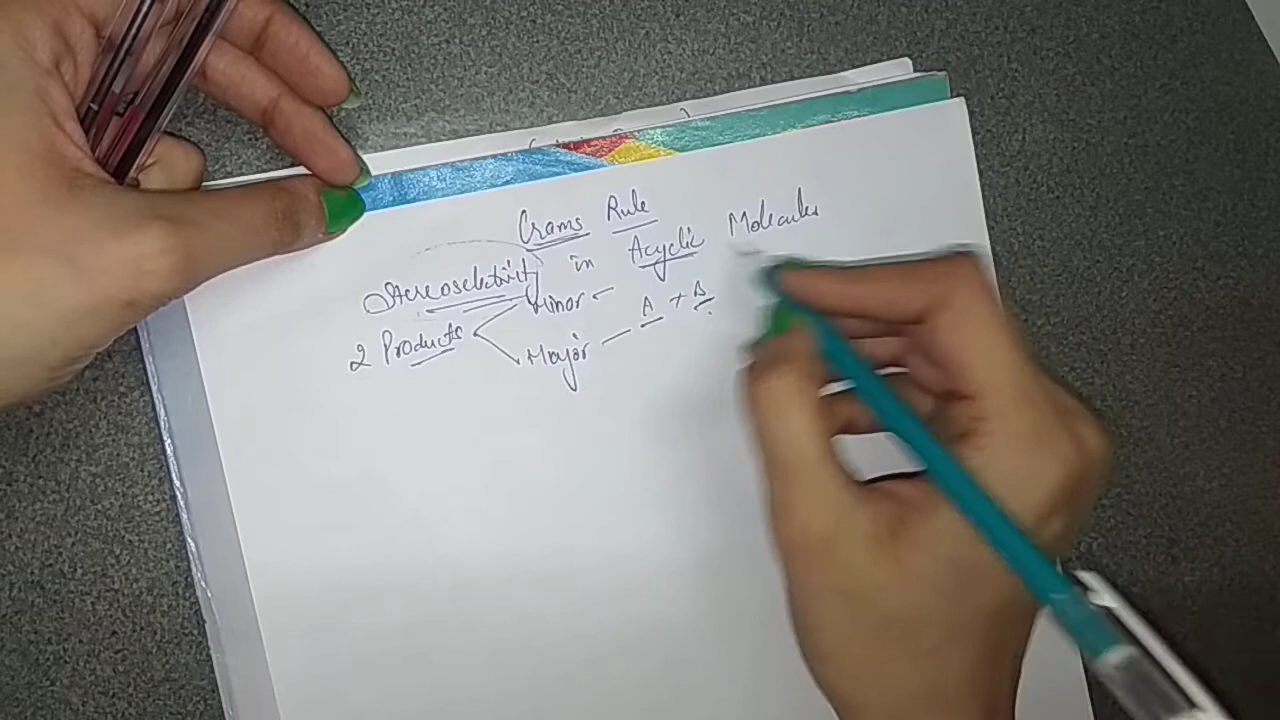 Crams Rule
Stereoselectivity in Acyclic Molecules
2 Products
Minor
Major
A + B